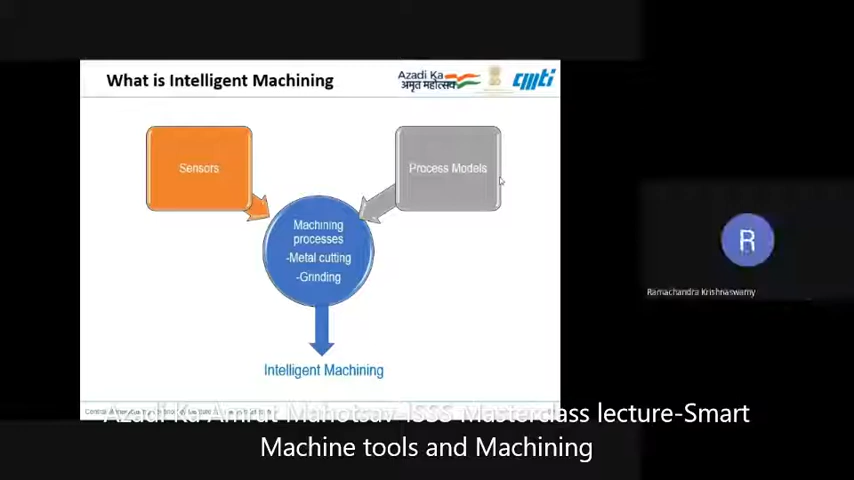 What is Intelligent Machining
Azadi Ka
अमृत महोत्सव
cmti
Sensors
Process Models
Machining
processes
-Metal cutting
-Grinding
Intelligent Machining
R
Ramachandra Krishnaswamy
Azadi Ka Amrut Mahotsav-ISSS Masterclass lecture-Smart
Machine tools and Machining